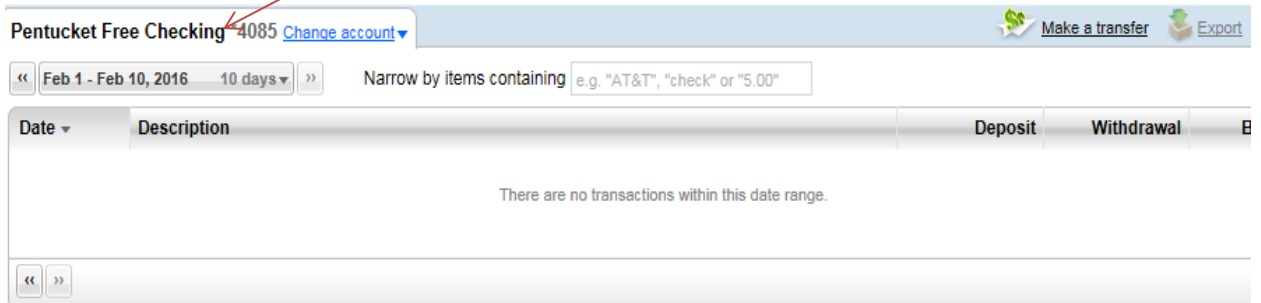 Pentucket Free Checking *4085 Change account ▾ Make a transfer Export
« Feb 1 - Feb 10, 2016 10 days ▾ » Narrow by items containing e.g. "AT&T", "check" or "5.00"
Date ▾ Description Deposit Withdrawal B
There are no transactions within this date range.
« »